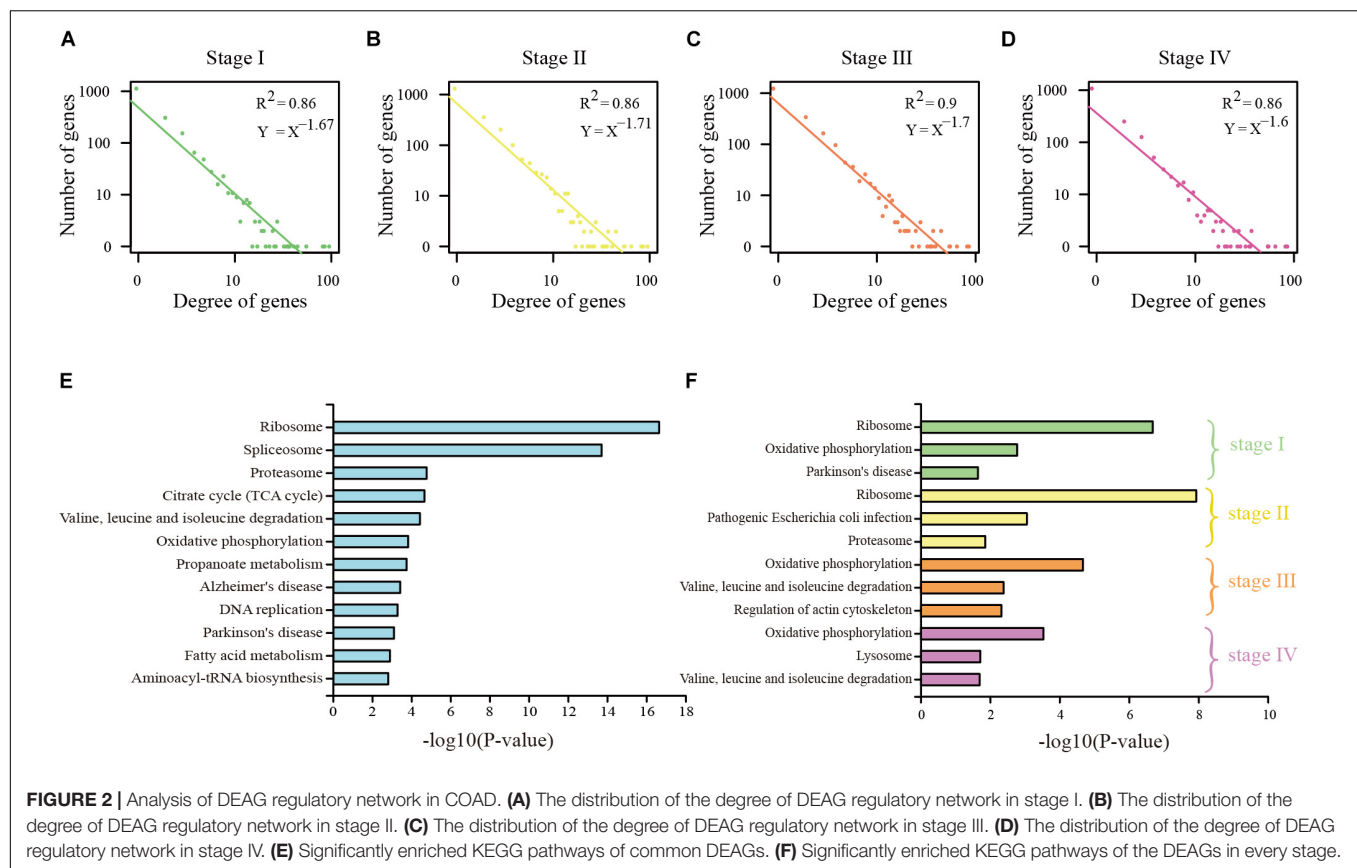 A
Stage I
R2 = 0.86
Y = X−1.67
Number of genes
1000
100
10
0
0
10
100
Degree of genes
B
Stage II
R2 = 0.86
Y = X−1.71
Number of genes
1000
100
10
0
0
10
100
Degree of genes
C
Stage III
R2 = 0.9
Y = X−1.7
Number of genes
1000
100
10
0
0
10
100
Degree of genes
D
Stage IV
R2 = 0.86
Y = X−1.6
Number of genes
1000
100
10
0
0
10
100
Degree of genes
E
Ribosome
Spliceosome
Proteasome
Citrate cycle (TCA cycle)
Valine, leucine and isoleucine degradation
Oxidative phosphorylation
Propanoate metabolism
Alzheimer's disease
DNA replication
Parkinson's disease
Fatty acid metabolism
Aminoacyl-tRNA biosynthesis
0 2 4 6 8 10 12 14 16 18
-log10(P-value)
F
Ribosome
Oxidative phosphorylation
Parkinson's disease
stage I
Ribosome
Pathogenic Escherichia coli infection
Proteasome
stage II
Oxidative phosphorylation
Valine, leucine and isoleucine degradation
Regulation of actin cytoskeleton
stage III
Oxidative phosphorylation
Lysosome
Valine, leucine and isoleucine degradation
stage IV
0 2 4 6 8 10
-log10(P-value)
FIGURE 2 | Analysis of DEAG regulatory network in COAD. (A) The distribution of the degree of DEAG regulatory network in stage I. (B) The distribution of the
degree of DEAG regulatory network in stage II. (C) The distribution of the degree of DEAG regulatory network in stage III. (D) The distribution of the degree of DEAG
regulatory network in stage IV. (E) Significantly enriched KEGG pathways of common DEAGs. (F) Significantly enriched KEGG pathways of the DEAGs in every stage.